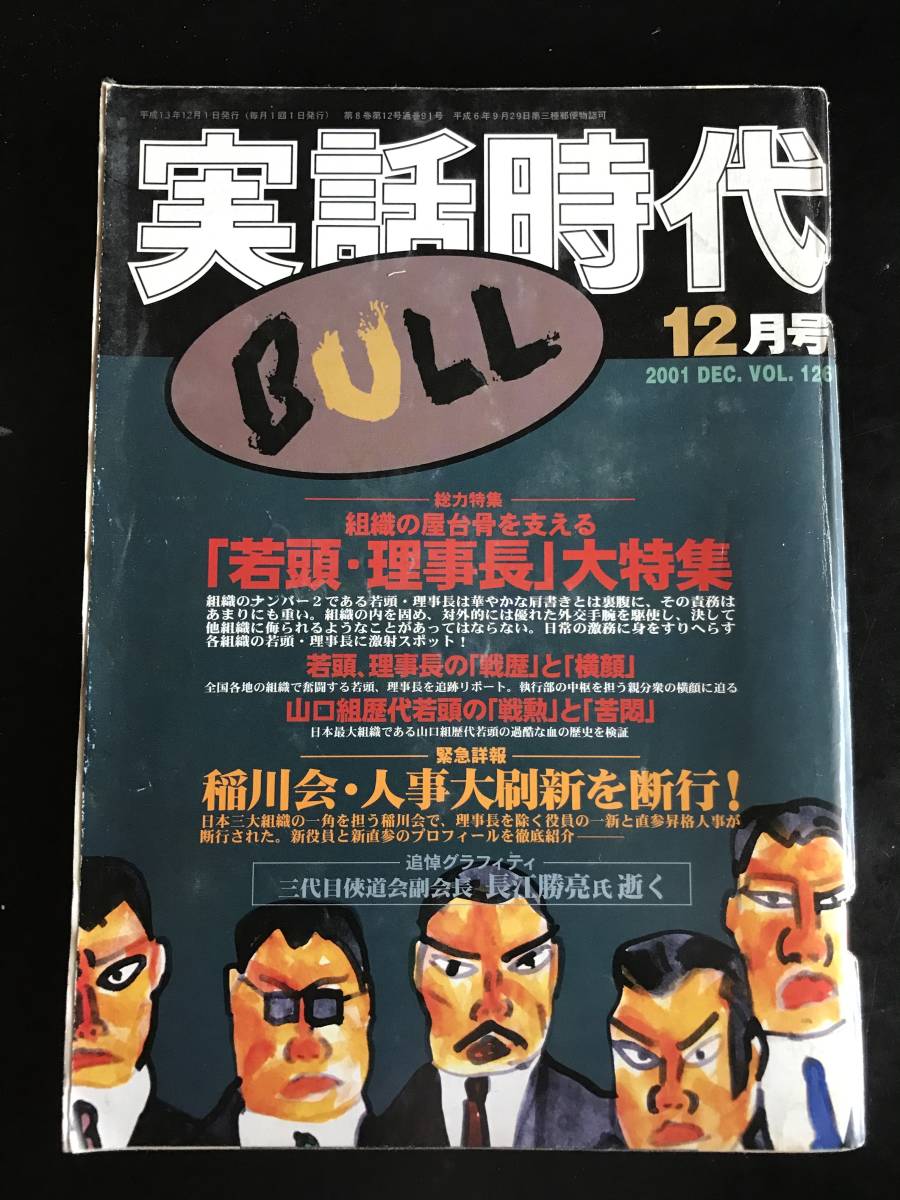 平成13年12月1日発行（毎月1回1日発行） 第8巻第12号通巻91号 平成6年9月29日第三種郵便物認可
実話時代
BULL
12月号
2001 DEC. VOL. 126
総力特集
組織の屋台骨を支える
「若頭・理事長」大特集
組織のナンバー2である若頭・理事長は華やかな肩書きとは裏腹に、その責務は
あまりにも重い。組織の内を固め、対外的には優れた外交手腕を駆使し、決して
他組織に侮られるようなことがあってはならない。日常の激務に身をすりへらす
各組織の若頭・理事長に激射スポット！
若頭、理事長の「戦歴」と「横顔」
全国各地の組織で奮闘する若頭、理事長を追跡リポート。執行部の中枢を担う親分衆の横顔に迫る
山口組歴代若頭の「戦勲」と「苦悶」
日本最大組織である山口組歴代若頭の過酷な血の歴史を検証
緊急詳報
稲川会・人事大刷新を断行！
日本三大組織の一角を担う稲川会で、理事長を除く役員の一新と直参昇格人事が
断行された。新役員と新直参のプロフィールを徹底紹介――
追悼グラフィティ
三代目俠道会副会長 長江勝亮氏逝く